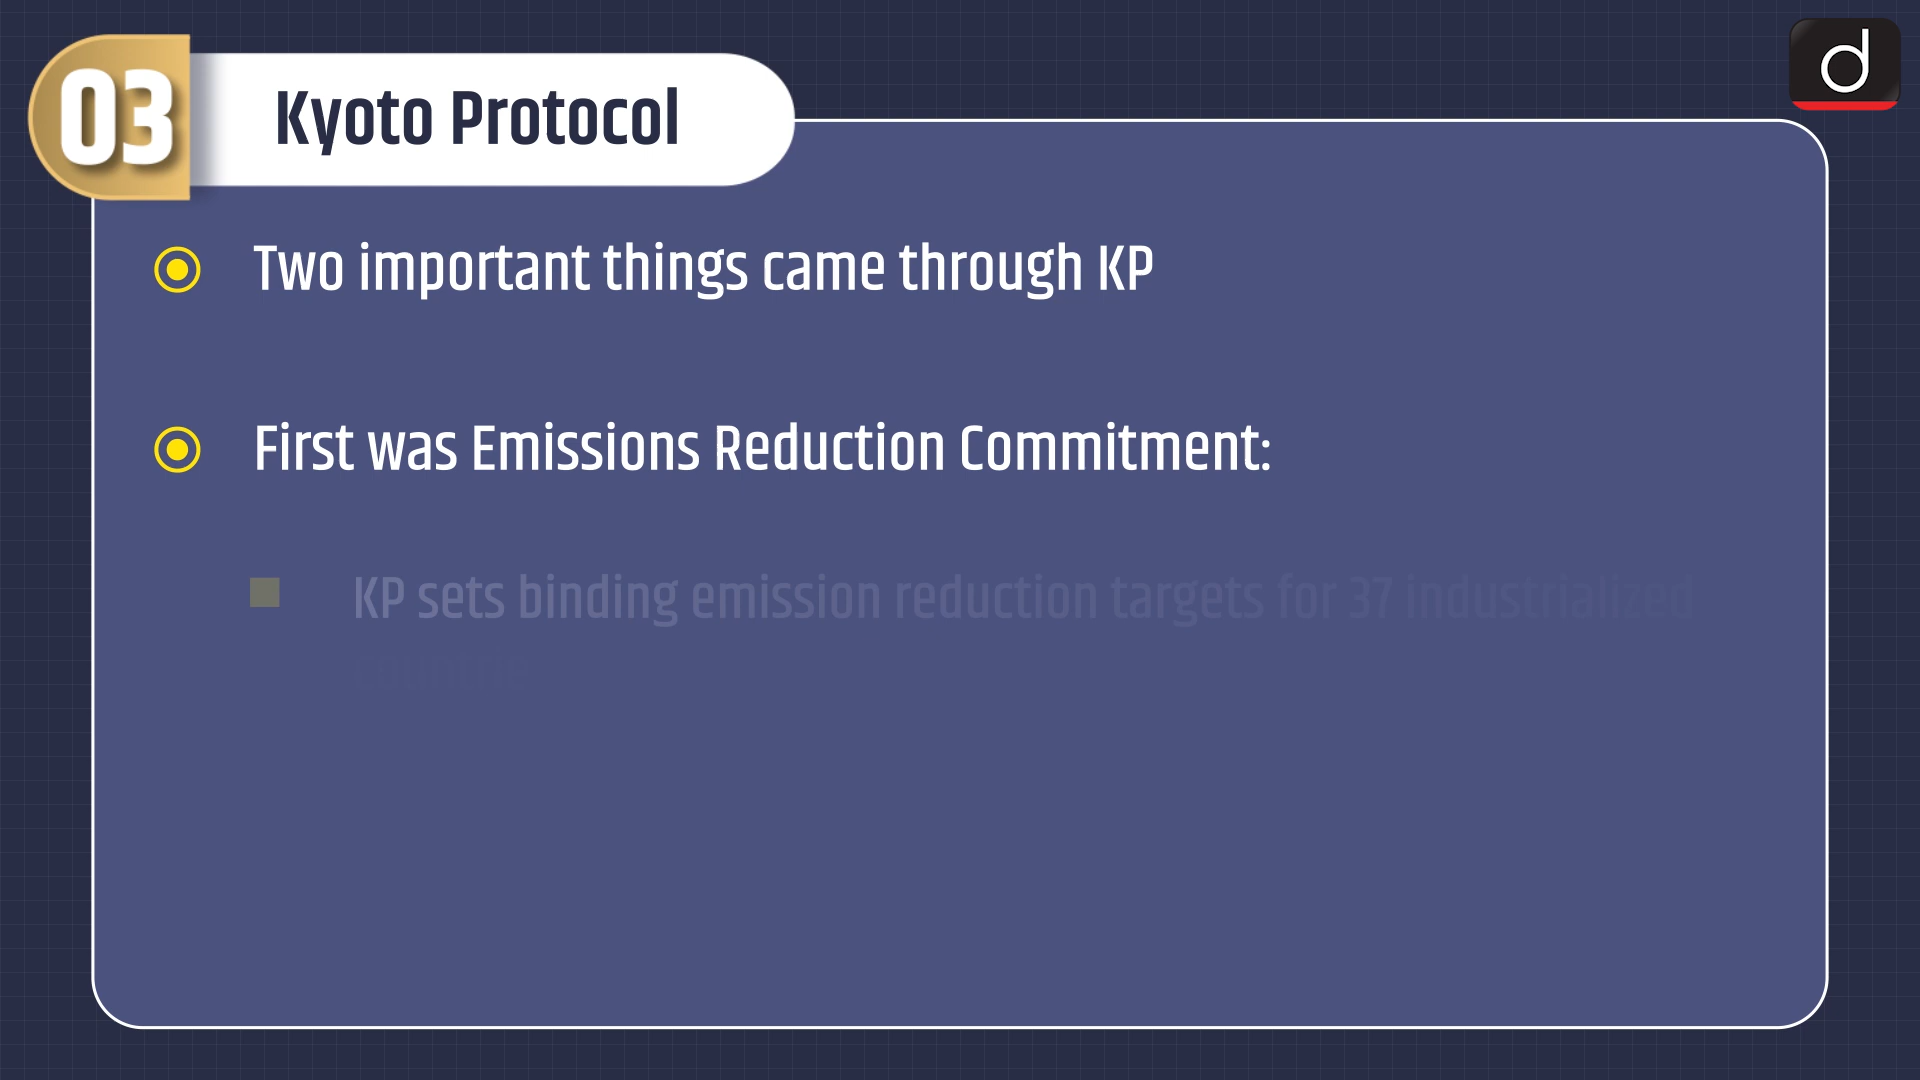 03
Kyoto Protocol
d
Two important things came through KP
First was Emissions Reduction Commitment:
KP sets binding emission reduction targets for 37 industrialized
countrie